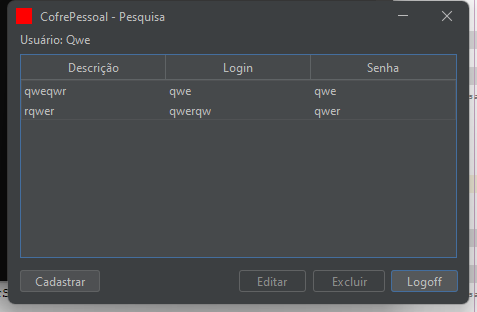 CofrePessoal - Pesquisa
Usuário: Qwe
Descrição Login Senha
qweqwr qwe qwe
rqwer qwerqw qwer
Cadastrar Editar Excluir Logoff